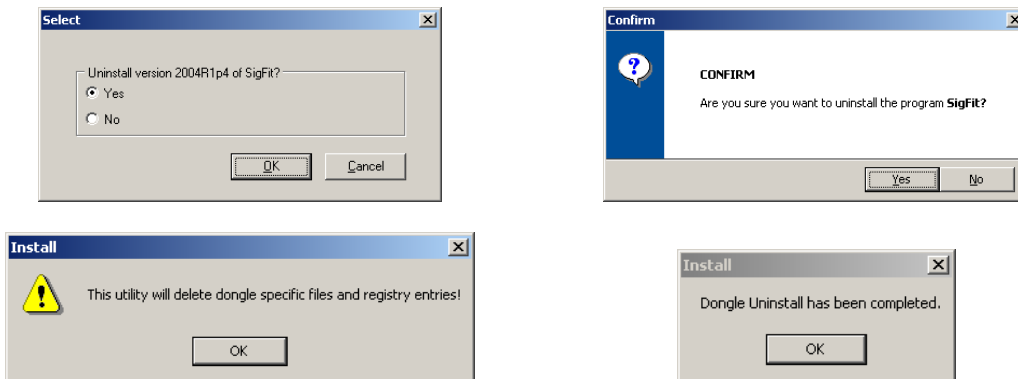 Select
Uninstall version 2004R1p4 of SigFit?
Yes
No
OK Cancel
Confirm
CONFIRM
Are you sure you want to uninstall the program SigFit?
Yes No
Install
This utility will delete dongle specific files and registry entries!
OK
Install
Dongle Uninstall has been completed.
OK